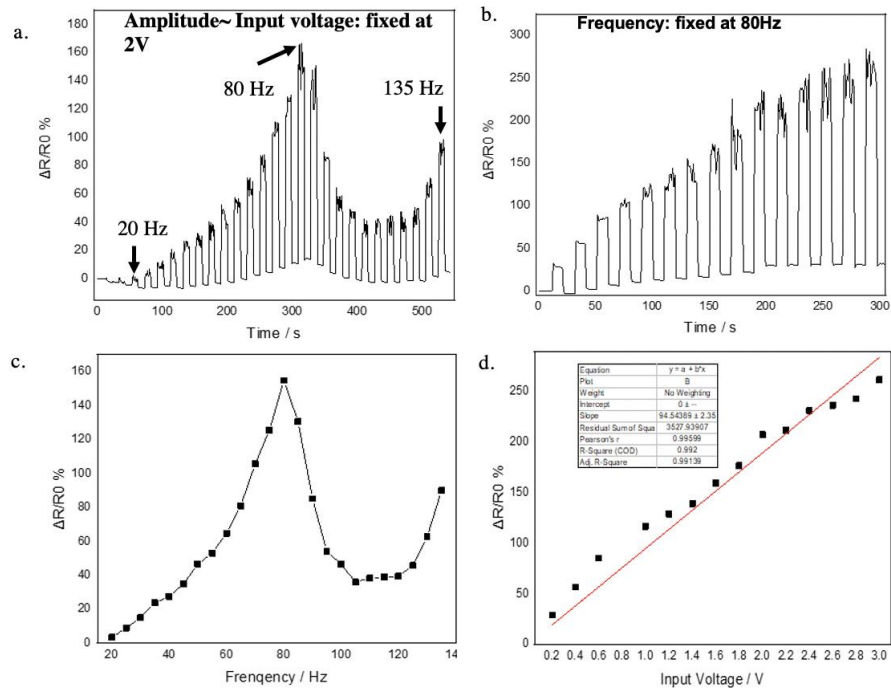 a.
Amplitude~ Input voltage: fixed at
2V
180
160
140
120
100
80
60
40
20
0
ΔR/R0 %
80 Hz
135 Hz
20 Hz
0 100 200 300 400 500
Time / s
b.
Frequency: fixed at 80Hz
300
250
200
150
100
50
0
ΔR/R0 %
0 50 100 150 200 250 300
Time / s
c.
160
140
120
100
80
60
40
20
0
ΔR/R0 %
20 40 60 80 100 120 14
Frenqency / Hz
d.
250
200
150
100
50
0
ΔR/R0 %
Equation y = a + b*x
Plot B
Weight No Weighting
Intercept 0 ± --
Slope 94.54389 ± 2.35
Residual Sum of Squa 3527.93907
Pearson's r 0.99599
R-Square (COD) 0.992
Adj. R-Square 0.99139
0.2 0.4 0.6 0.8 1.0 1.2 1.4 1.6 1.8 2.0 2.2 2.4 2.6 2.8 3.0
Input Voltage / V